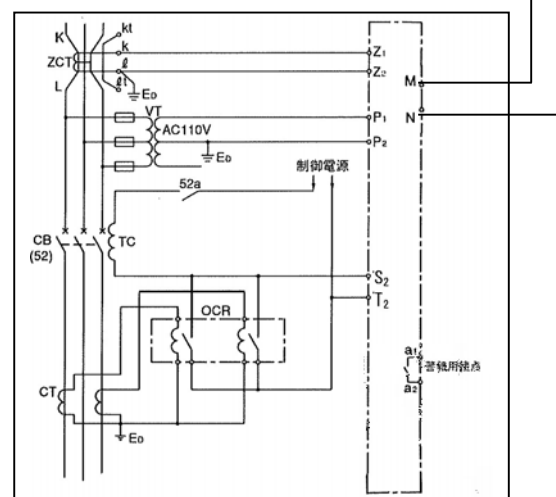 K
kt
k
Z1
ZCT
ℓ
Z2
L
ℓt
ED
M
N
VT
AC110V
P1
P2
ED
制御電源
52a
CB
(52)
TC
S2
T2
OCR
CT
ED
a1
警報用接点
a2